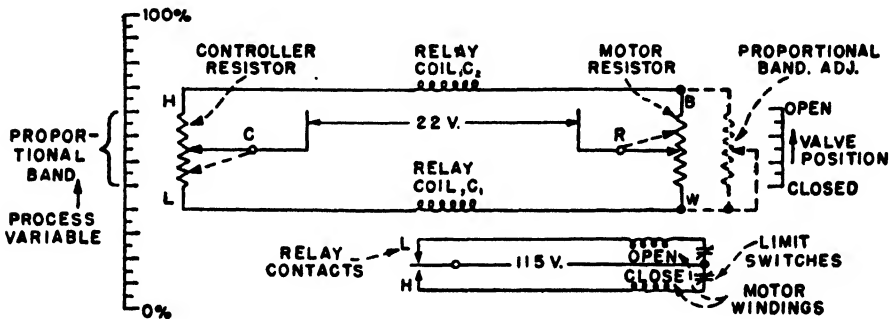 100%
CONTROLLER
RESISTOR
RELAY
COIL, C2
MOTOR
RESISTOR
PROPORTIONAL
BAND. ADJ.
H
B
OPEN
PROPOR-
TIONAL
BAND
C
22 V.
R
VALVE
POSITION
RELAY
COIL, C1
CLOSED
L
W
PROCESS
VARIABLE
RELAY
CONTACTS
L
OPEN
LIMIT
SWITCHES
115 V.
CLOSE
H
MOTOR
WINDINGS
0%